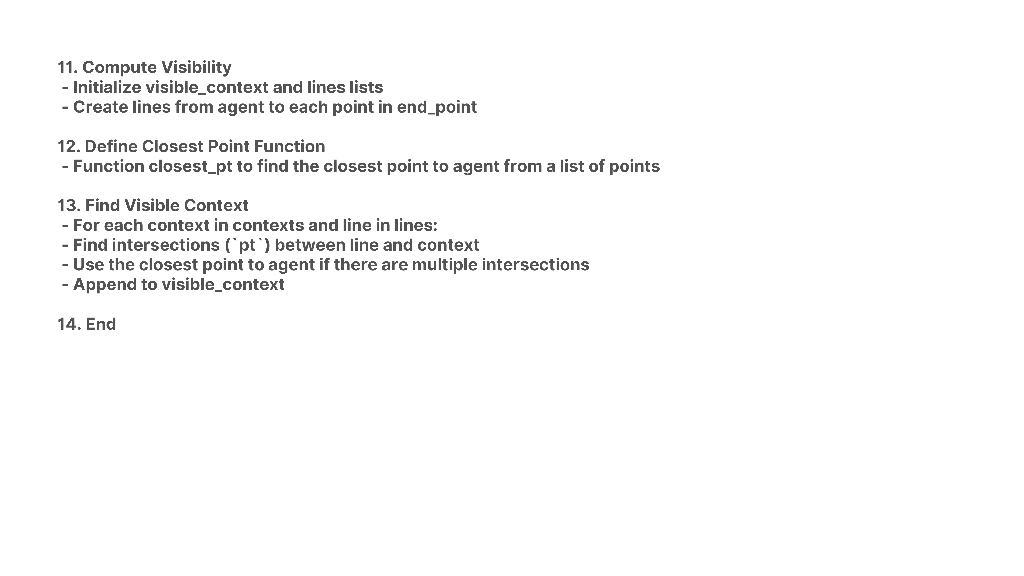 11. Compute Visibility
- Initialize visible_context and lines lists
- Create lines from agent to each point in end_point
12. Define Closest Point Function
- Function closest_pt to find the closest point to agent from a list of points
13. Find Visible Context
- For each context in contexts and line in lines:
- Find intersections (`pt`) between line and context
- Use the closest point to agent if there are multiple intersections
- Append to visible_context
14. End